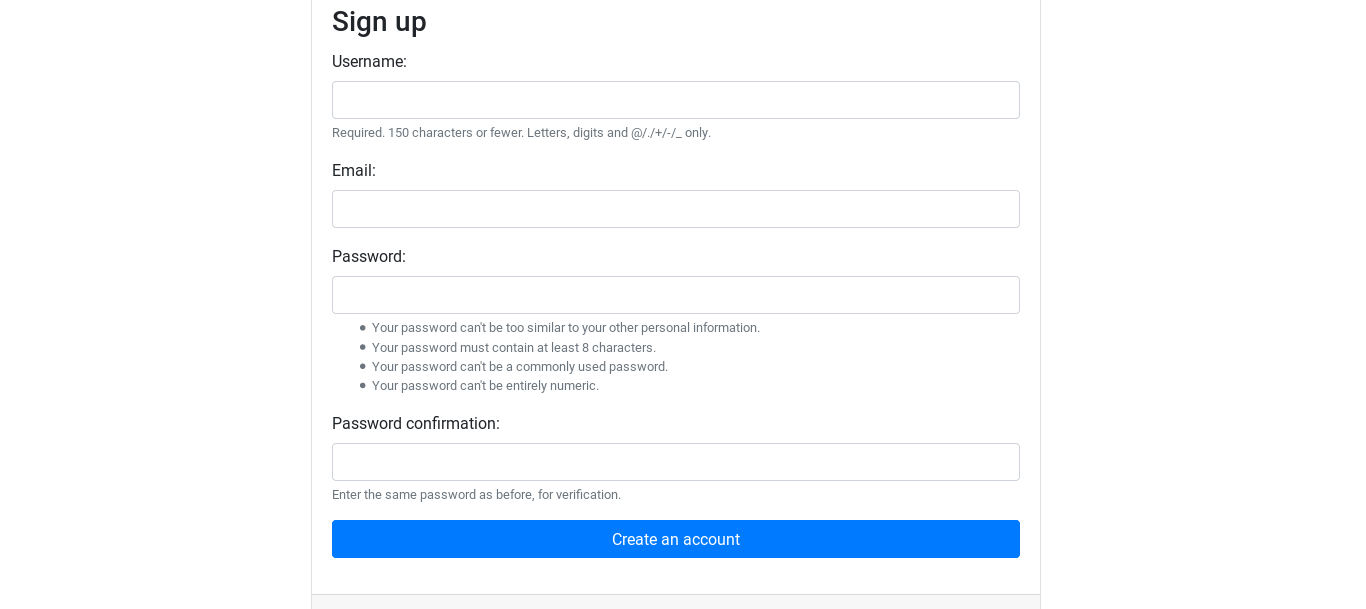 Sign up
Username:
Required. 150 characters or fewer. Letters, digits and @/./+/-/_ only.
Email:
Password:
Your password can't be too similar to your other personal information.
Your password must contain at least 8 characters.
Your password can't be a commonly used password.
Your password can't be entirely numeric.
Password confirmation:
Enter the same password as before, for verification.
Create an account